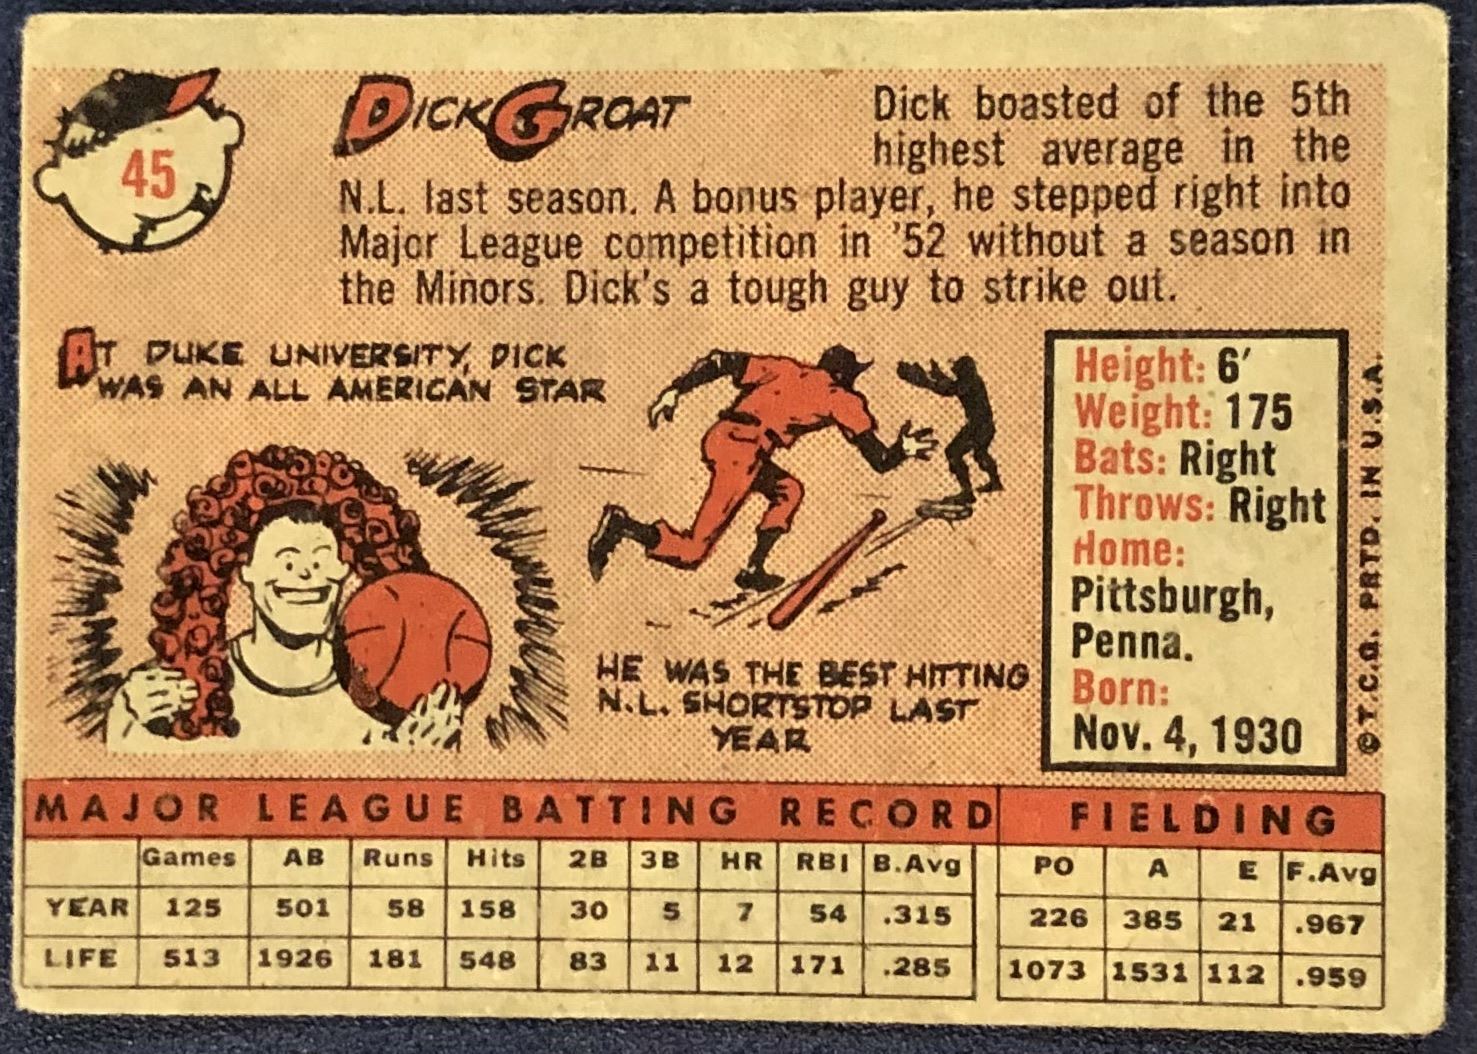 45
DICK GROAT
Dick boasted of the 5th
highest average in the
N.L. last season. A bonus player, he stepped right into
Major League competition in '52 without a season in
the Minors. Dick's a tough guy to strike out.
AT DUKE UNIVERSITY, DICK
WAS AN ALL AMERICAN STAR
HE WAS THE BEST HITTING
N.L. SHORTSTOP LAST
YEAR
Height: 6'
Weight: 175
Bats: Right
Throws: Right
Home:
Pittsburgh,
Penna.
Born:
Nov. 4, 1930
© T.C.G. PRTD. IN U.S.A.
MAJOR LEAGUE BATTING RECORD FIELDING
Games AB Runs Hits 2B 3B HR RBI B.Avg PO A E F.Avg
YEAR 125 501 58 158 30 5 7 54 .315 226 385 21 .967
LIFE 513 1926 181 548 83 11 12 171 .285 1073 1531 112 .959